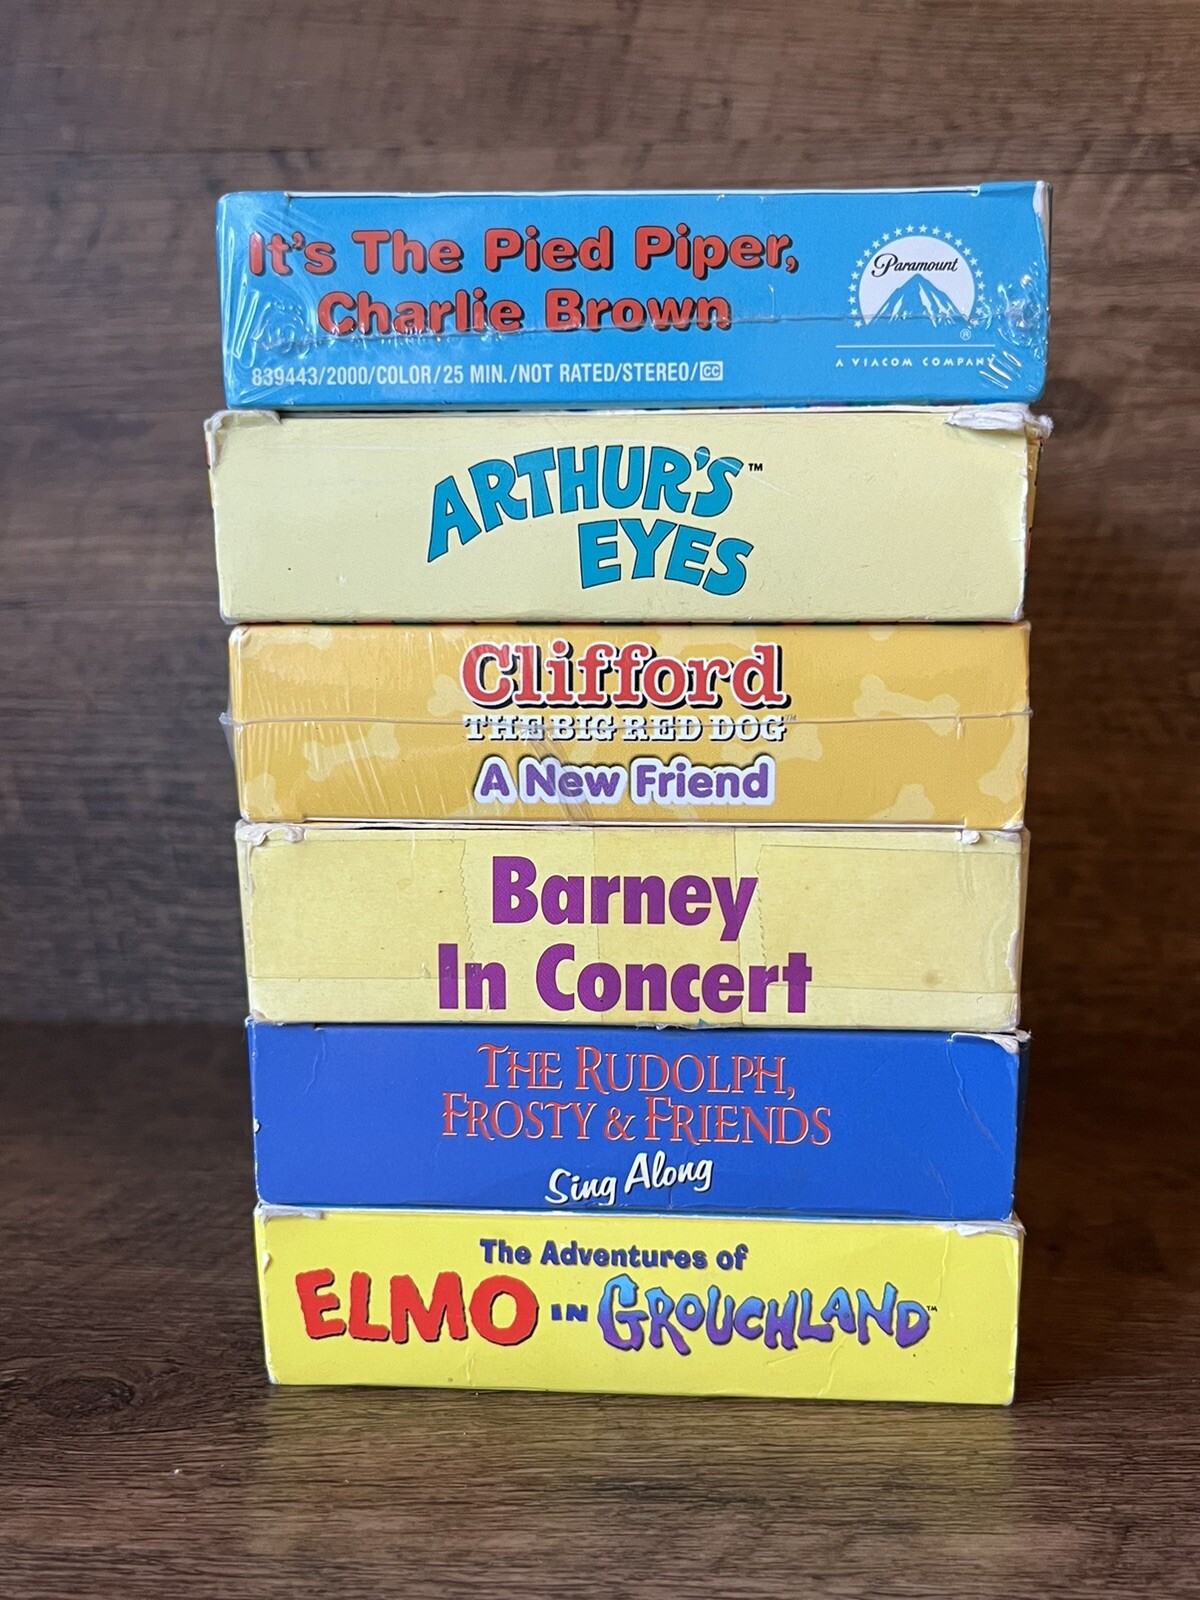 It's The Pied Piper,
Charlie Brown
839443/2000/COLOR/25 MIN./NOT RATED/STEREO/CC
Paramount
®
A VIACOM COMPANY
ARTHUR'S™
EYES
Clifford
THE BIG RED DOG™
A New Friend
Barney
In Concert
THE RUDOLPH,
FROSTY & FRIENDS
Sing Along
The Adventures of
ELMO IN GROUCHLAND™